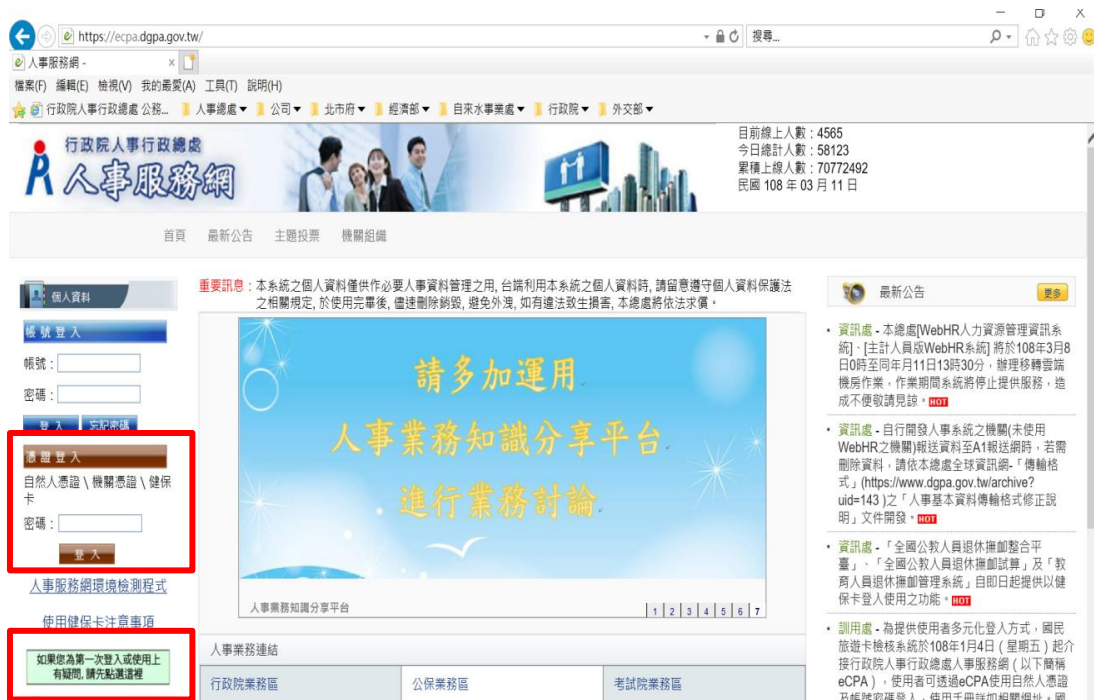 https://ecpa.dgpa.gov.tw/
搜尋...
人事服務網 -
檔案(F) 編輯(E) 檢視(V) 我的最愛(A) 工具(T) 說明(H)
行政院人事行政總處 公務... 人事總處 公司 北市府 經濟部 自來水事業處 行政院 外交部
行政院人事行政總處
人事服務網
目前線上人數：4565
今日總計人數：58123
累積上線人數：70772492
民國 108 年 03 月 11 日
首頁 最新公告 主題投票 機關組織
個人資料
帳 號 登 入
帳號：
密碼：
登 入 忘記密碼
憑 證 登 入
自然人憑證 \ 機關憑證 \ 健保
卡
密碼：
登 入
人事服務網環境檢測程式
使用健保卡注意事項
如果您為第一次登入或使用上
有疑問, 請先點選這裡
重要訊息：本系統之個人資料僅供作必要人事資料管理之用, 台端利用本系統之個人資料時, 請留意遵守個人資料保護法
之相關規定, 於使用完畢後, 儘速刪除銷毀, 避免外洩, 如有違法致生損害, 本總處將依法求償。
請多加運用
人事業務知識分享平台
進行業務討論
人事業務知識分享平台
1 | 2 | 3 | 4 | 5 | 6 | 7
人事業務連結
行政院業務區 公保業務區 考試院業務區
最新公告 更多
資訊處 - 本總處[WebHR人力資源管理資訊系
統]、[主計人員版WebHR系統] 將於108年3月8
日0時至同年月11日13時30分，辦理移轉雲端
機房作業，作業期間系統將停止提供服務，造
成不便敬請見諒。HOT
資訊處 - 自行開發人事系統之機關(未使用
WebHR之機關)報送資料至A1報送網時，若需
刪除資料，請依本總處全球資訊網-「傳輸格
式」(https://www.dgpa.gov.tw/archive?
uid=143 )之「人事基本資料傳輸格式修正說
明」文件開發。HOT
資訊處 - 「全國公教人員退休撫卹整合平
臺」、「全國公教人員退休撫卹試算」及「教
育人員退休撫卹管理系統」自即日起提供以健
保卡登入使用之功能。HOT
訓用處 - 為提供使用者多元化登入方式，國民
旅遊卡檢核系統於108年1月4日（星期五）起介
接行政院人事行政總處人事服務網（以下簡稱
eCPA），使用者可透過eCPA使用自然人憑證
及帳號密碼登入，使用手冊詳如相關網址。國